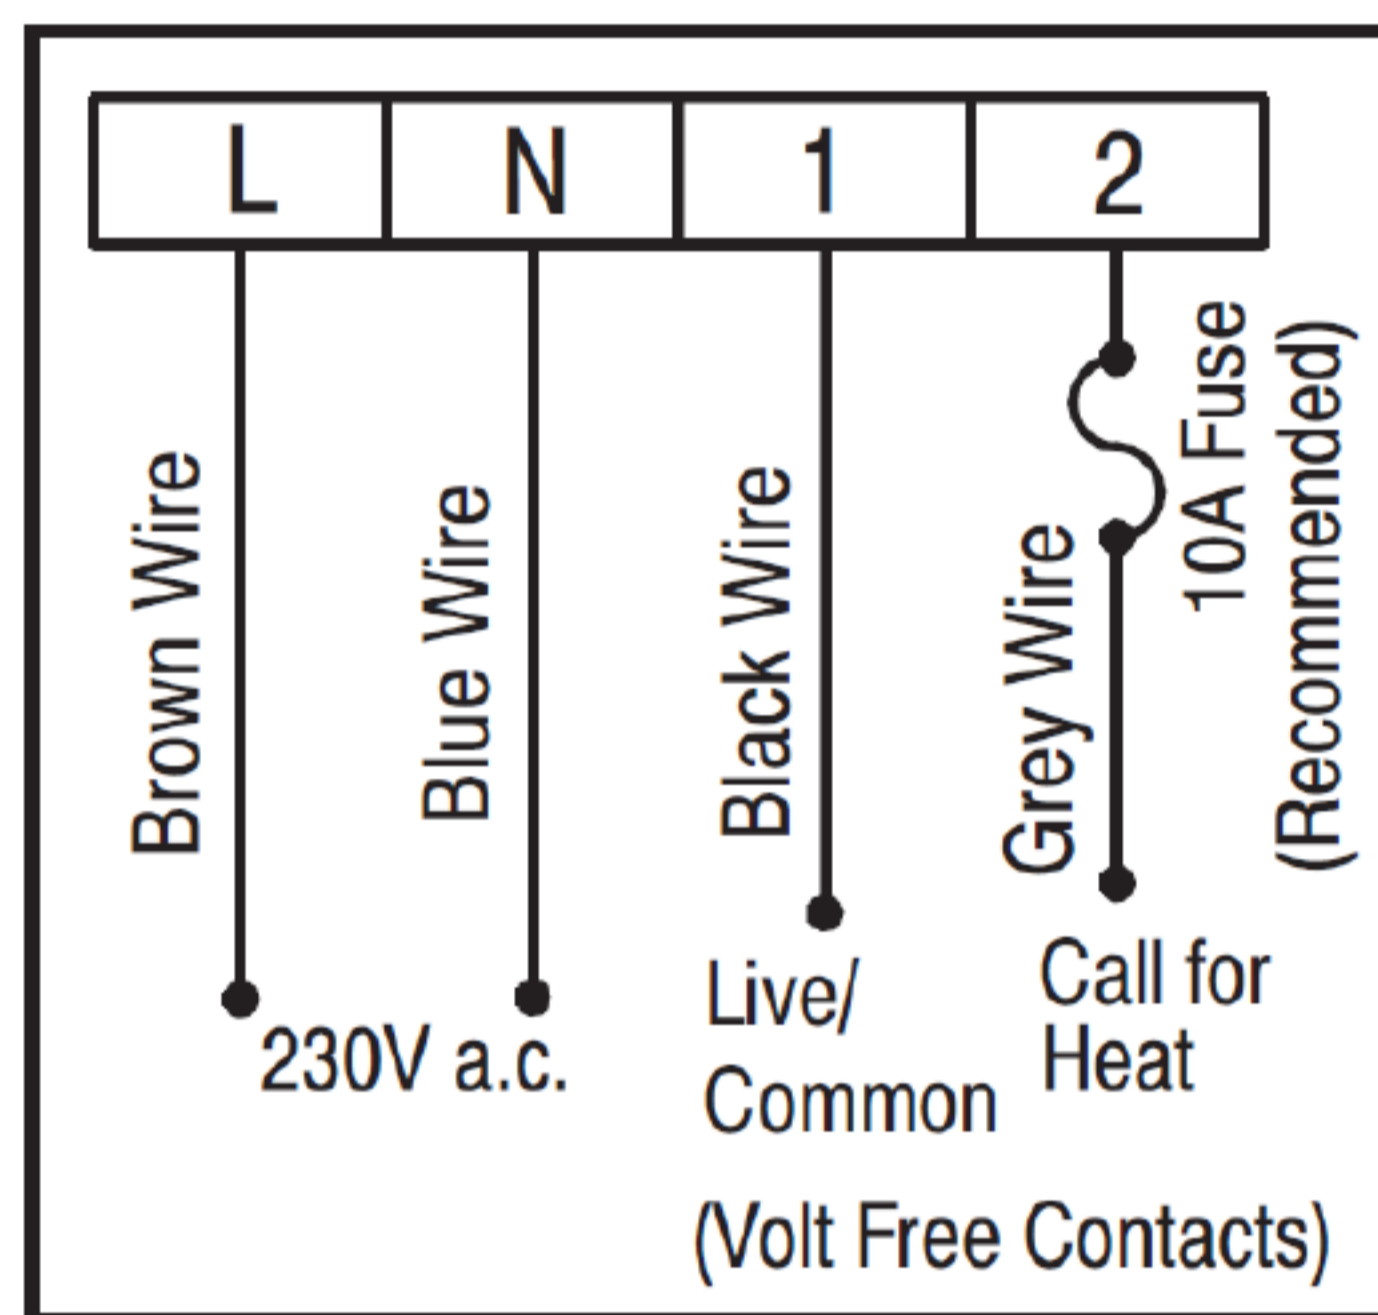 L
N
1
2
Brown Wire
Blue Wire
Black Wire
Grey Wire
10A Fuse
(Recommended)
230V a.c.
Live/
Common
Call for
Heat
(Volt Free Contacts)